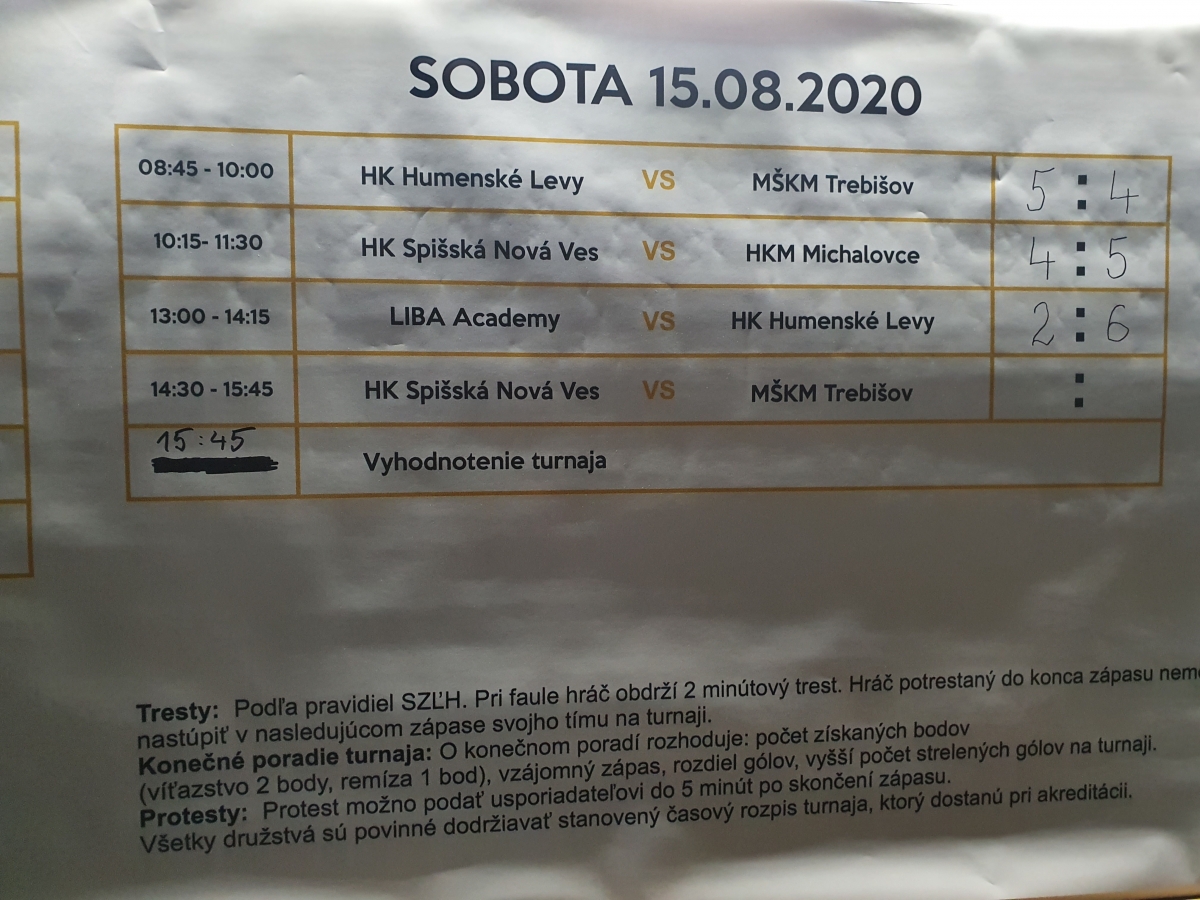 SOBOTA 15.08.2020
08:45 - 10:00 HK Humenské Levy VS MŠKM Trebišov 5 : 4
10:15- 11:30 HK Spišská Nová Ves VS HKM Michalovce 4 : 5
13:00 - 14:15 LIBA Academy VS HK Humenské Levy 2 : 6
14:30 - 15:45 HK Spišská Nová Ves VS MŠKM Trebišov :
15:45 Vyhodnotenie turnaja
Tresty: Podľa pravidiel SZĽH. Pri faule hráč obdrží 2 minútový trest. Hráč potrestaný do konca zápasu nem
nastúpiť v nasledujúcom zápase svojho tímu na turnaji.
Konečné poradie turnaja: O konečnom poradí rozhoduje: počet získaných bodov
(víťazstvo 2 body, remíza 1 bod), vzájomný zápas, rozdiel gólov, vyšší počet strelených gólov na turnaji.
Protesty: Protest možno podať usporiadateľovi do 5 minút po skončení zápasu.
Všetky družstvá sú povinné dodržiavať stanovený časový rozpis turnaja, ktorý dostanú pri akreditácii.